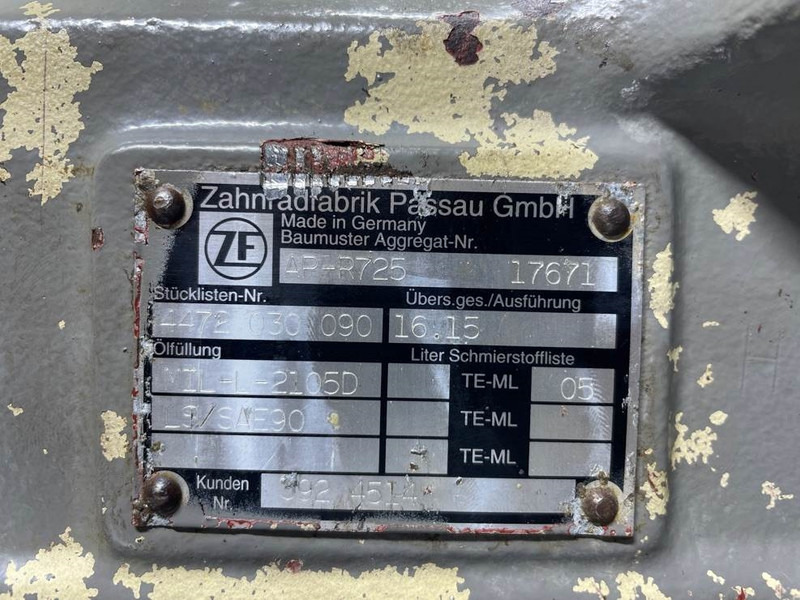 Zahnradfabrik Passau GmbH
ZF
Made in Germany
Baumuster Aggregat-Nr.
AP-R725 17671
Stücklisten-Nr. Übers.ges./Ausführung
4472 030 090 16.15
Ölfüllung Liter Schmierstoffliste
MIL-L-2105D TE-ML 05
LS/SAE90 TE-ML
TE-ML
Kunden
Nr. 092 4514